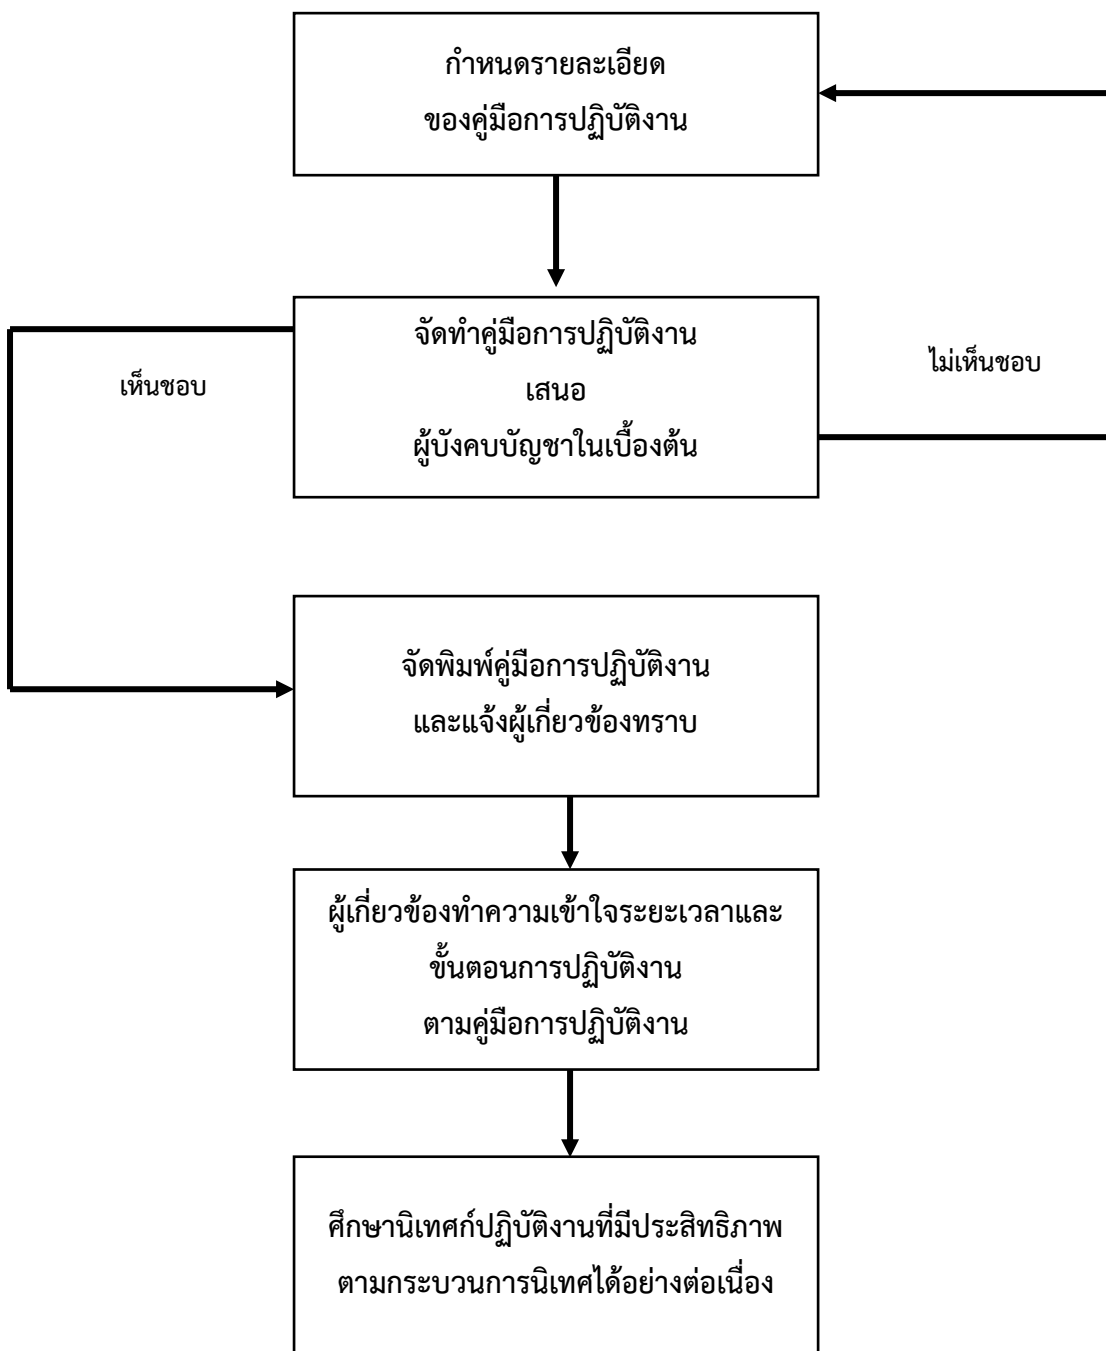 กำหนดรายละเอียด
ของคู่มือการปฏิบัติงาน
จัดทำคู่มือการปฏิบัติงาน
เสนอ
ผู้บังคบบัญชาในเบื้องต้น
เห็นชอบ
ไม่เห็นชอบ
จัดพิมพ์คู่มือการปฏิบัติงาน
และแจ้งผู้เกี่ยวข้องทราบ
ผู้เกี่ยวข้องทำความเข้าใจระยะเวลาและ
ขั้นตอนการปฏิบัติงาน
ตามคู่มือการปฏิบัติงาน
ศึกษานิเทศก์ปฏิบัติงานที่มีประสิทธิภาพ
ตามกระบวนการนิเทศได้อย่างต่อเนื่อง